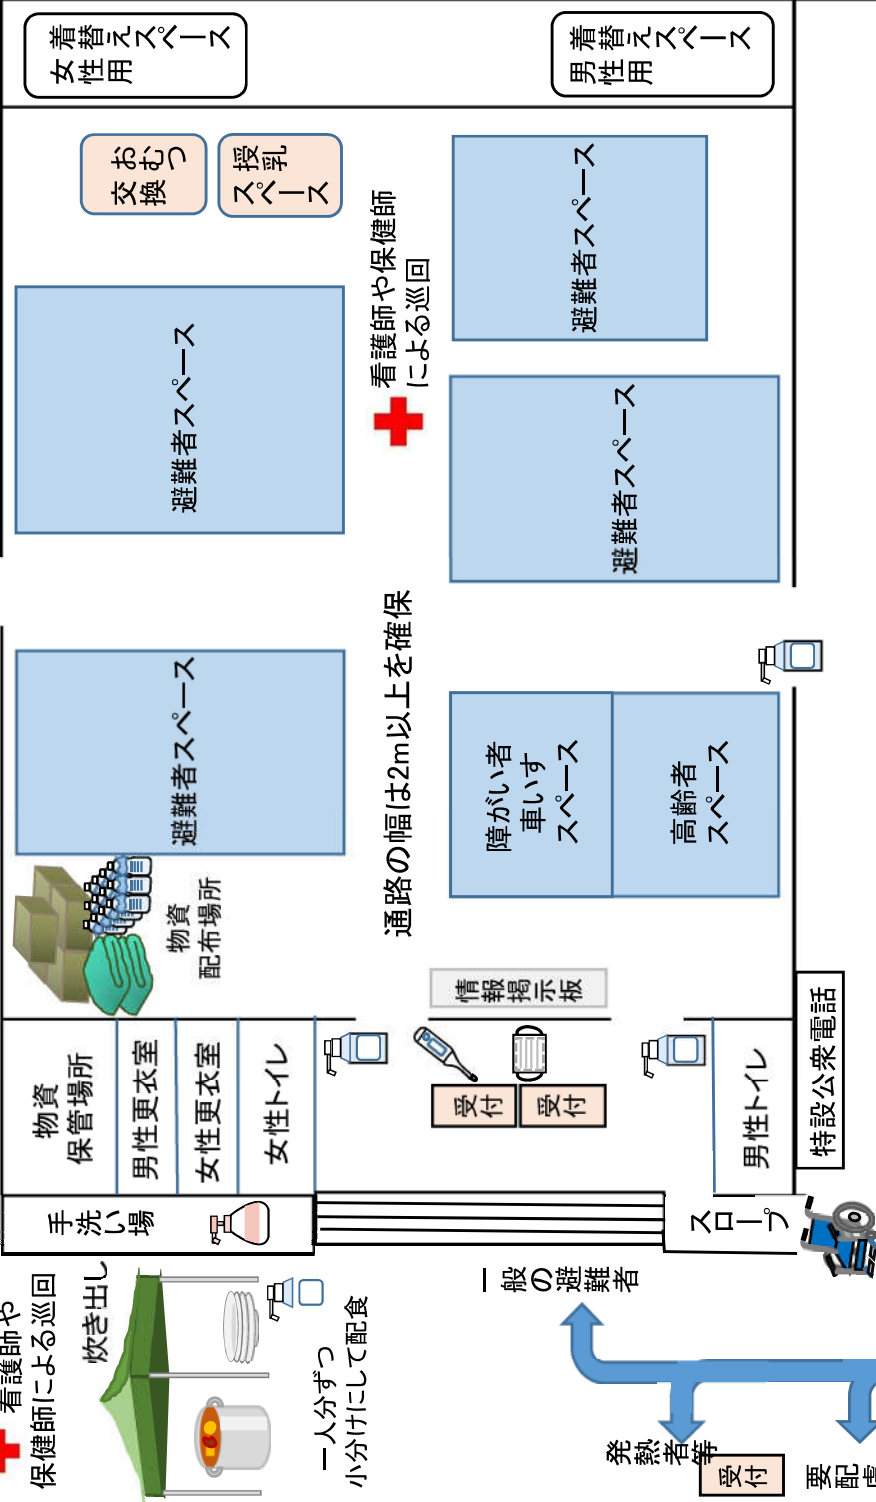 女性用
着替えスペース
男性用
着替えスペース
おむつ
交換
授乳
スペース
避難者スペース
看護師や保健師
による巡回
避難者スペース
避難者スペース
避難者スペース
通路の幅は2m以上を確保
障がい者
車いす
スペース
高齢者
スペース
物資
配布場所
情報掲示板
物資
保管場所
男性更衣室
女性更衣室
女性トイレ
受付
受付
男性トイレ
特設公衆電話
手洗い場
スロープ
看護師や
保健師による巡回
炊き出し
一人分ずつ
小分けにして配食
一般の避難者
発熱者等
受付
要配慮